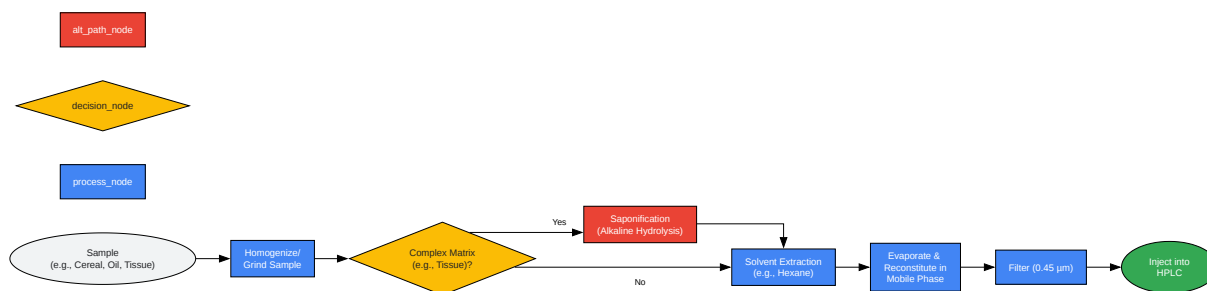 alt_path_node
decision_node
process_node
Sample
(e.g., Cereal, Oil, Tissue)
Homogenize/
Grind Sample
Complex Matrix
(e.g., Tissue)?
Yes
Saponification
(Alkaline Hydrolysis)
No
Solvent Extraction
(e.g., Hexane)
Evaporate &
Reconstitute in
Mobile Phase
Filter (0.45 µm)
Inject into
HPLC